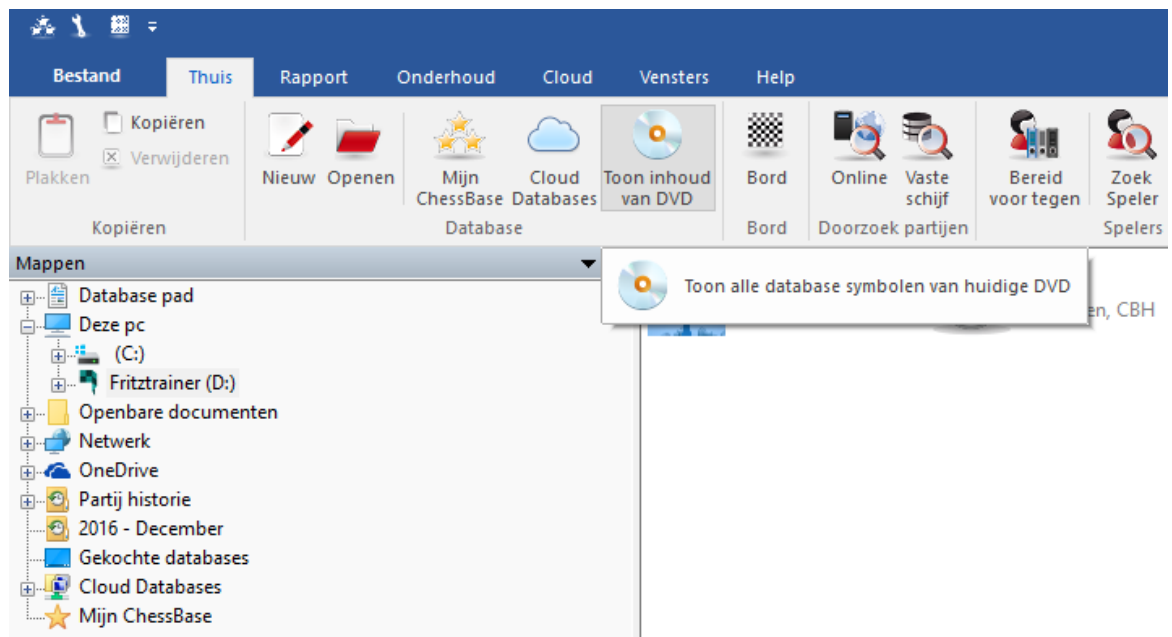 Bestand Thuis Rapport Onderhoud Cloud Vensters Help
Plakken
Kopiëren
Verwijderen
Kopiëren
Nieuw
Openen
Mijn
ChessBase
Cloud
Databases
Toon inhoud
van DVD
Database
Bord
Bord
Online
Vaste
schijf
Doorzoek partijen
Bereid
voor tegen
Zoek
Speler
Spelers
Mappen
Toon alle database symbolen van huidige DVD
en, CBH
Database pad
Deze pc
(C:)
Fritztrainer (D:)
Openbare documenten
Netwerk
OneDrive
Partij historie
2016 - December
Gekochte databases
Cloud Databases
Mijn ChessBase